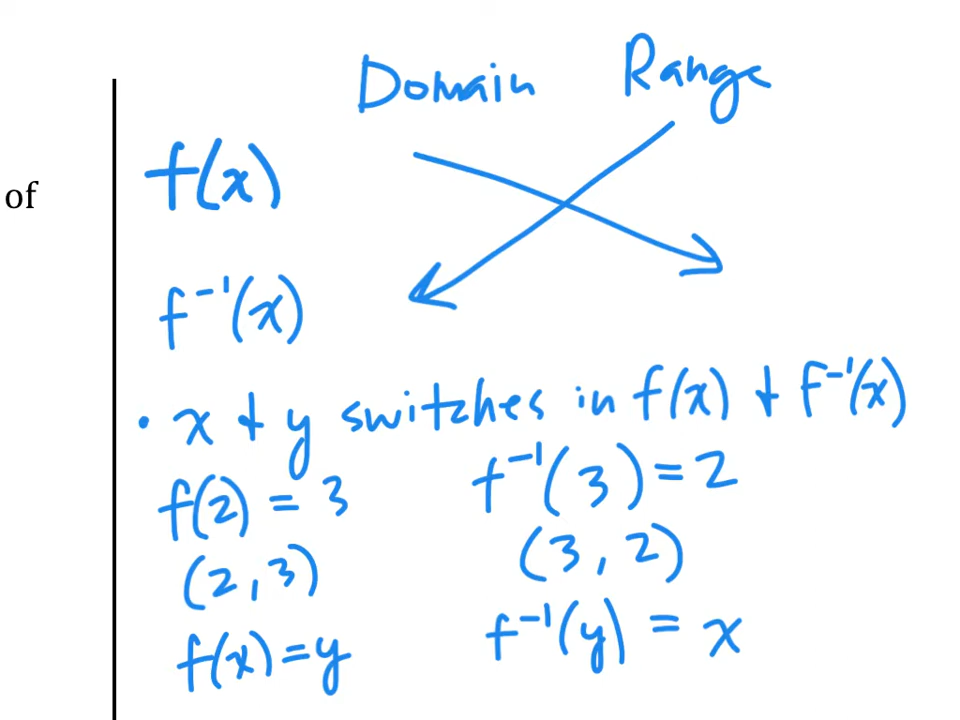 Domain Range
f(x)
of
f⁻¹(x)
• x & y switches in f(x) & f⁻¹(x)
f(2) = 3 f⁻¹(3) = 2
(2,3) (3, 2)
f(x) = y f⁻¹(y) = x